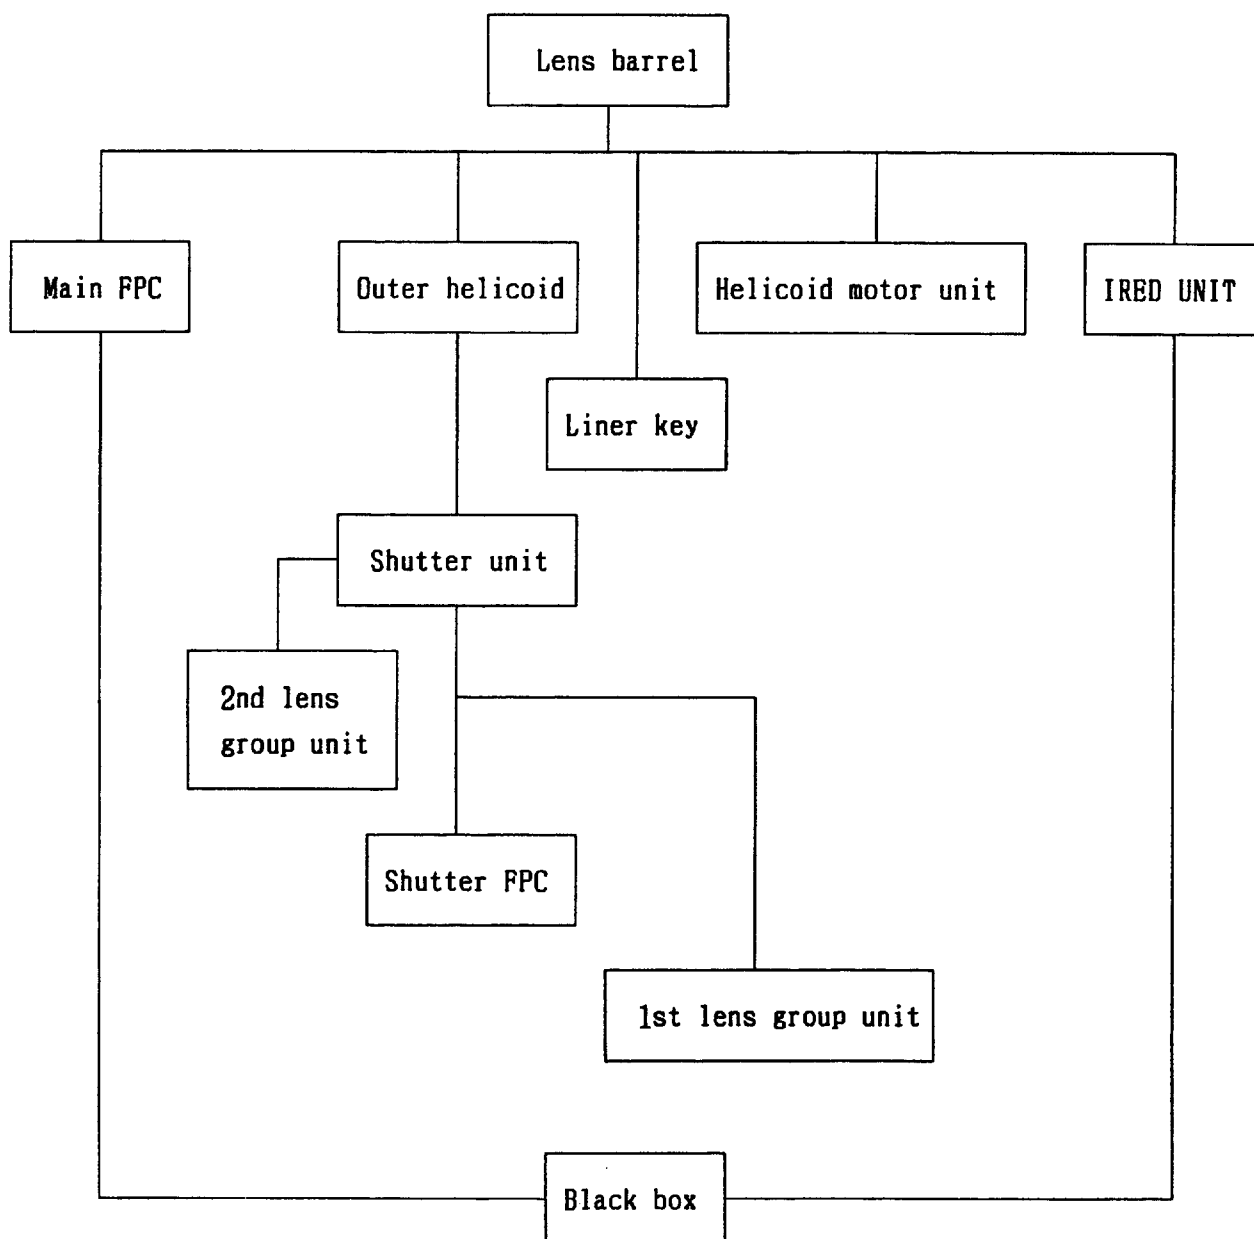 Lens barrel
Main FPC
Outer helicoid
Helicoid motor unit
IRED UNIT
Liner key
Shutter unit
2nd lens
group unit
Shutter FPC
1st lens group unit
Black box